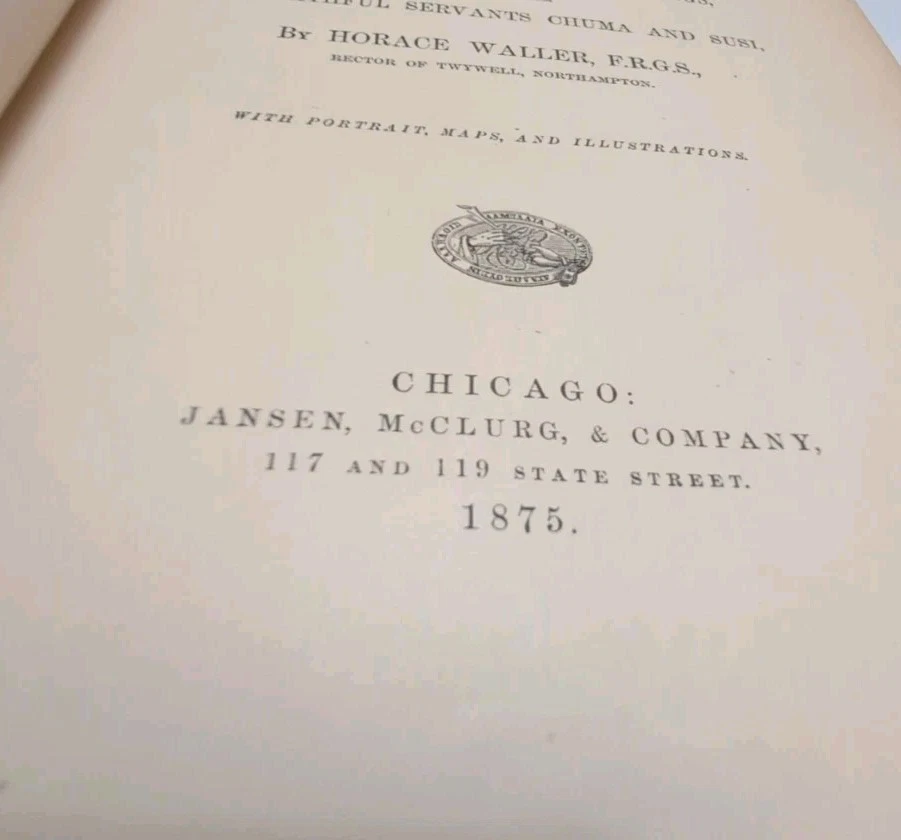 SERVANTS CHUMA AND SUSI,
By HORACE WALLER, F.R.G.S.,
RECTOR OF TWYWELL, NORTHAMPTON.
WITH PORTRAIT, MAPS, AND ILLUSTRATIONS.
CHICAGO:
JANSEN, McCLURG, & COMPANY,
117 AND 119 STATE STREET.
1875.